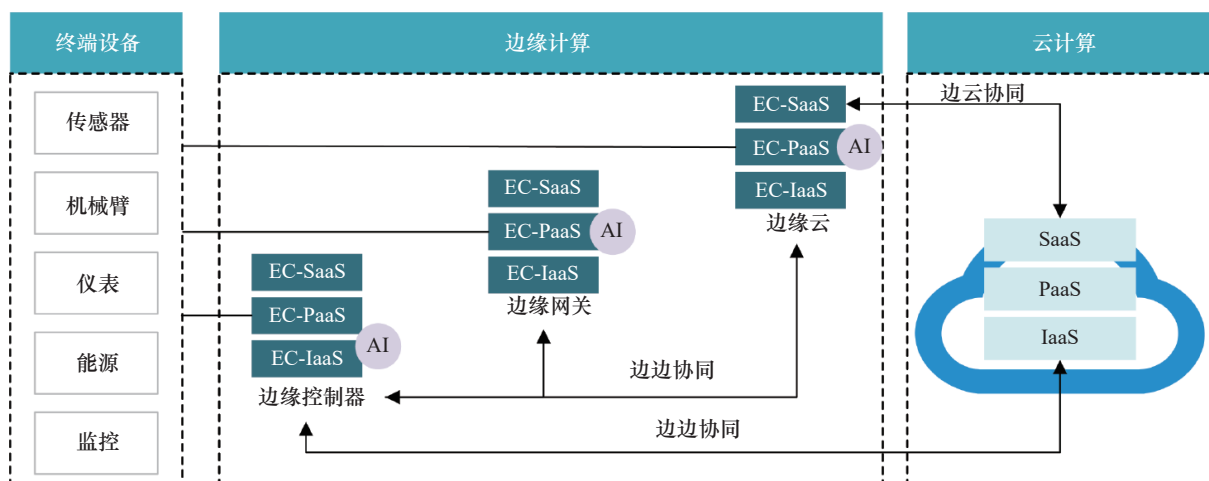 终端设备
边缘计算
云计算
传感器
机械臂
仪表
能源
监控
EC-SaaS
EC-PaaS
AI
EC-IaaS
边缘控制器
EC-SaaS
EC-PaaS
AI
EC-IaaS
边缘网关
EC-SaaS
EC-PaaS
AI
EC-IaaS
边缘云
边云协同
边边协同
边边协同
SaaS
PaaS
IaaS